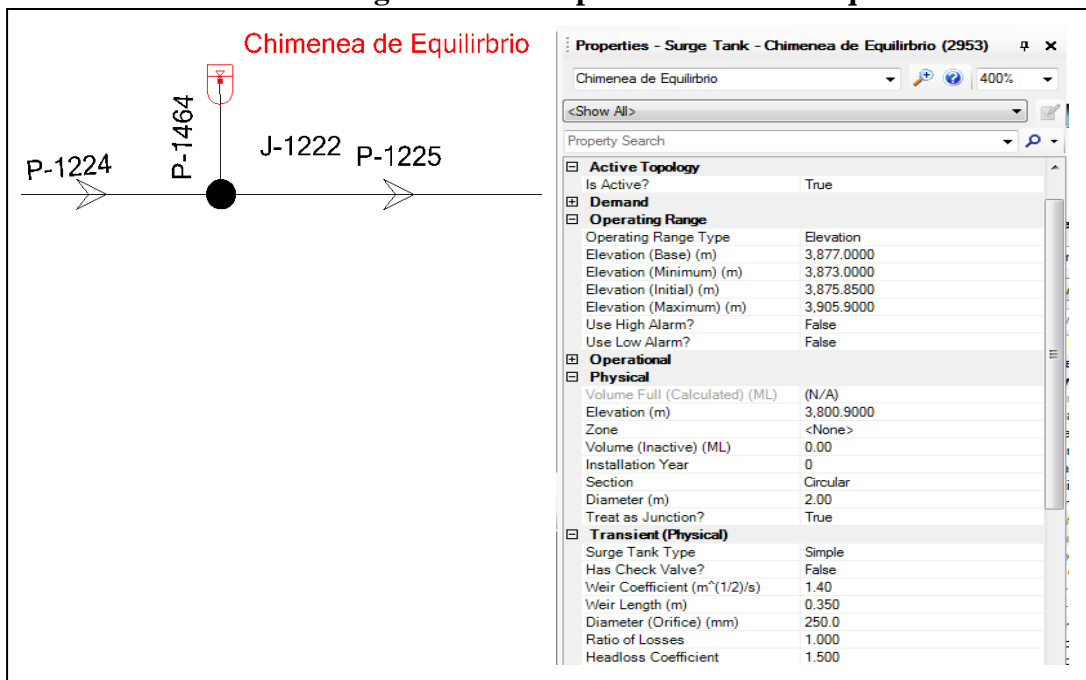 Chimenea de Equilirbrio
P-1464
J-1222
P-1225
P-1224
Properties - Surge Tank - Chimenea de Equilirbrio (2953)
Chimenea de Equilirbrio 400%
<Show All>
Property Search
Active Topology
Is Active? True
Demand
Operating Range
Operating Range Type Elevation
Elevation (Base) (m) 3,877.0000
Elevation (Minimum) (m) 3,873.0000
Elevation (Initial) (m) 3,875.8500
Elevation (Maximum) (m) 3,905.9000
Use High Alarm? False
Use Low Alarm? False
Operational
Physical
Volume Full (Calculated) (ML) (N/A)
Elevation (m) 3,800.9000
Zone <None>
Volume (Inactive) (ML) 0.00
Installation Year 0
Section Circular
Diameter (m) 2.00
Treat as Junction? True
Transient (Physical)
Surge Tank Type Simple
Has Check Valve? False
Weir Coefficient (m^(1/2)/s) 1.40
Weir Length (m) 0.350
Diameter (Orifice) (mm) 250.0
Ratio of Losses 1.000
Headloss Coefficient 1.500